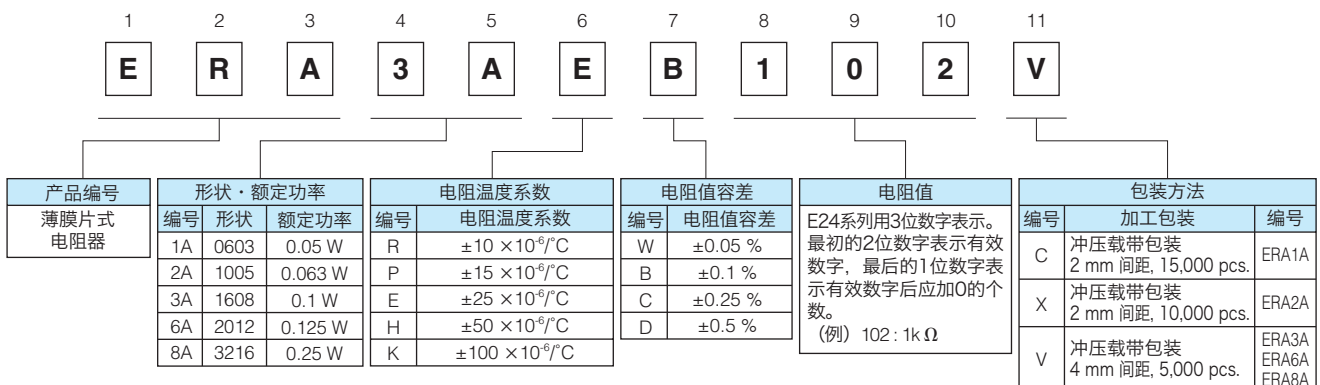 1 2 3 4 5 6 7 8 9 10 11
E R A 3 A E B 1 0 2 V
产品编号
薄膜片式
电阻器
形状・额定功率
编号 形状 额定功率
1A 0603 0.05 W
2A 1005 0.063 W
3A 1608 0.1 W
6A 2012 0.125 W
8A 3216 0.25 W
电阻温度系数
编号 电阻温度系数
R ±10 ×10⁻⁶/°C
P ±15 ×10⁻⁶/°C
E ±25 ×10⁻⁶/°C
H ±50 ×10⁻⁶/°C
K ±100 ×10⁻⁶/°C
电阻值容差
编号 电阻值容差
W ±0.05 %
B ±0.1 %
C ±0.25 %
D ±0.5 %
电阻值
E24系列用3位数字表示。
最初的2位数字表示有效
数字，最后的1位数字表
示有效数字后应加0的个
数。
（例）102 : 1k Ω
包装方法
编号 加工包装 编号
C 冲压载带包装 ERA1A
2 mm 间距, 15,000 pcs.
X 冲压载带包装 ERA2A
2 mm 间距, 10,000 pcs.
V 冲压载带包装
4 mm 间距, 5,000 pcs.
ERA3A
ERA6A
ERA8A